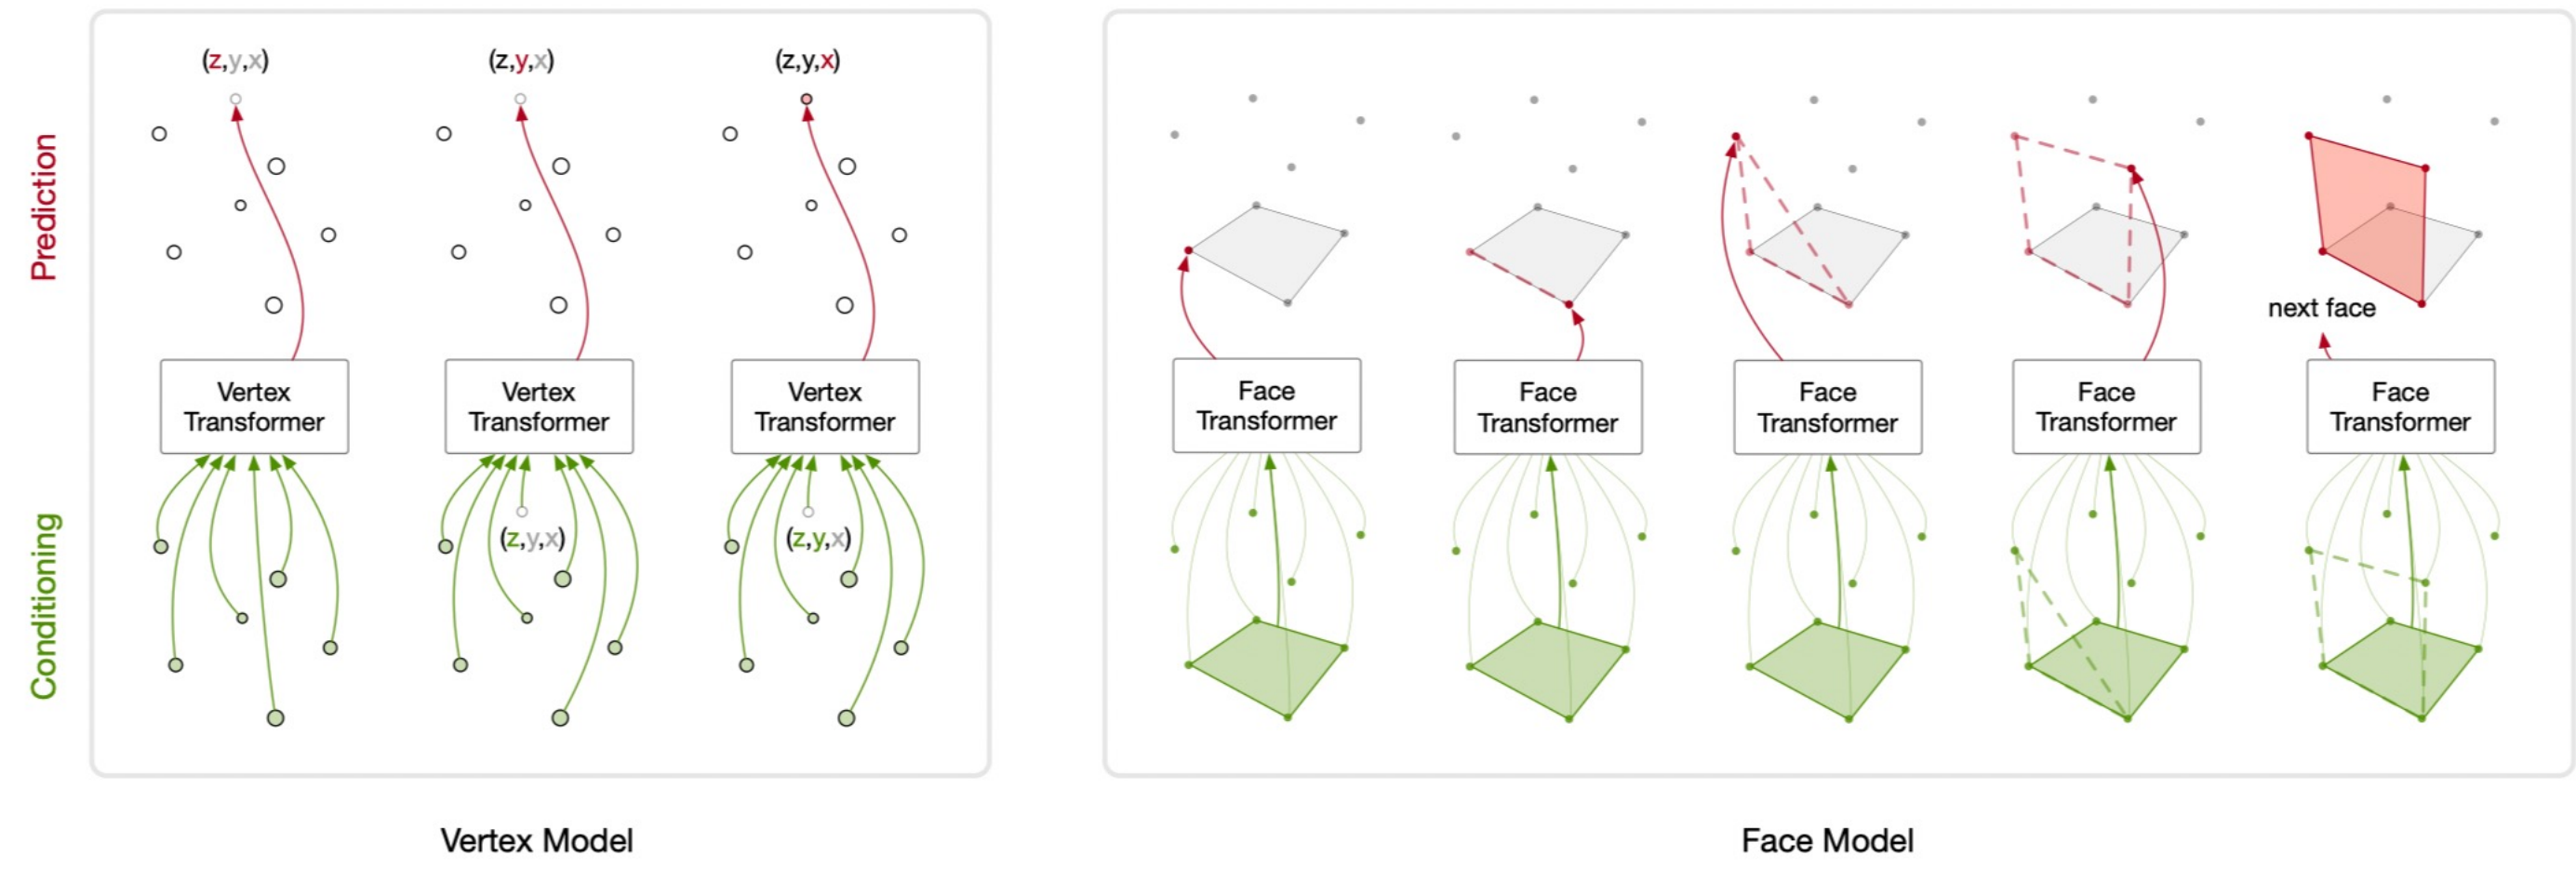 Prediction
Conditioning
(z,y,x)
(z,y,x)
(z,y,x)
Vertex
Transformer
Vertex
Transformer
Vertex
Transformer
(z,y,x)
(z,y,x)
Vertex Model
next face
Face
Transformer
Face
Transformer
Face
Transformer
Face
Transformer
Face
Transformer
Face Model